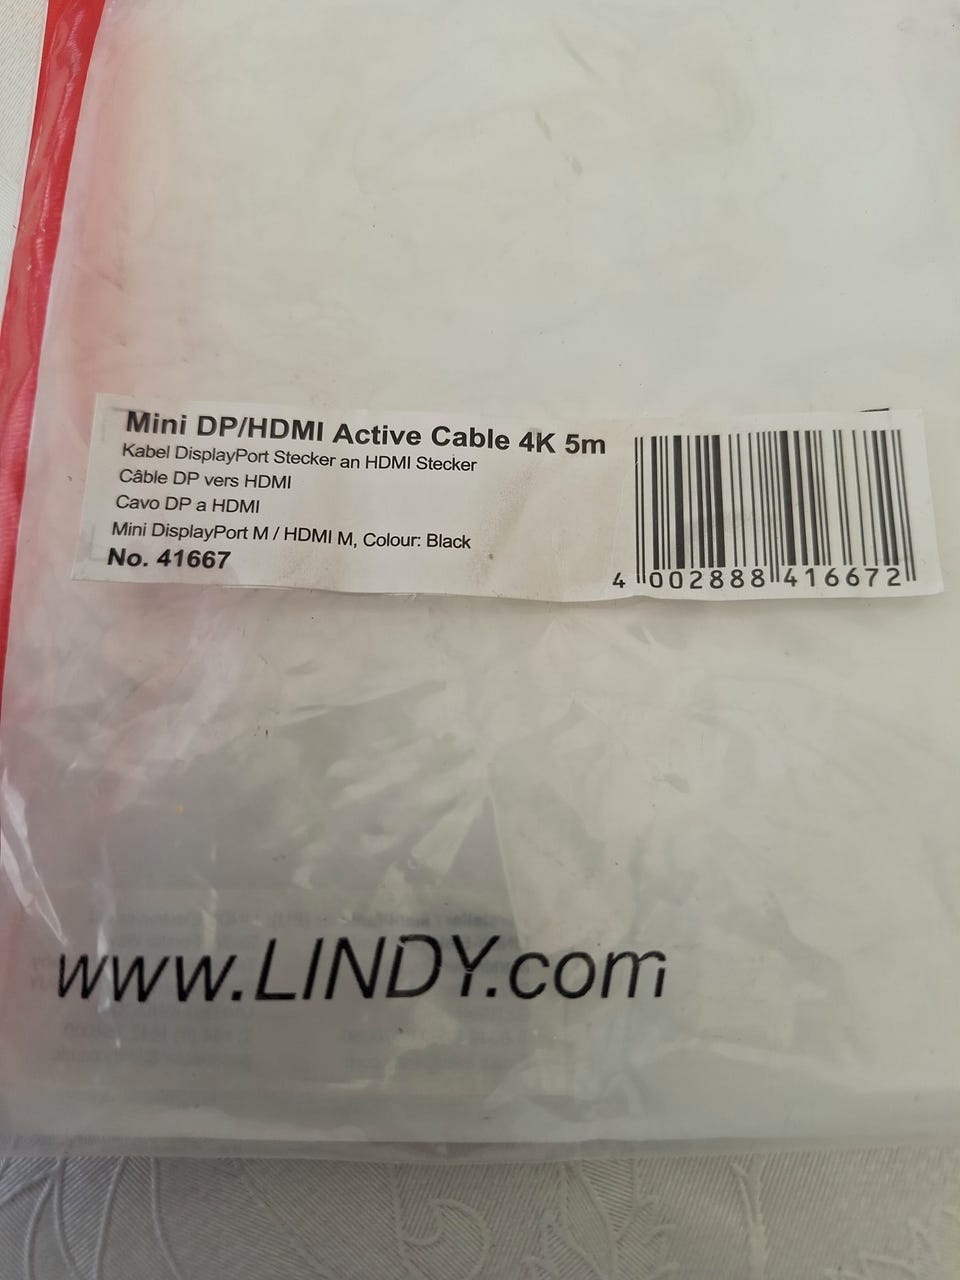 Mini DP/HDMI Active Cable 4K 5m
Kabel DisplayPort Stecker an HDMI Stecker
Câble DP vers HDMI
Cavo DP a HDMI
Mini DisplayPort M / HDMI M, Colour: Black
No. 41667
4 002888 416672
www.LINDY.com